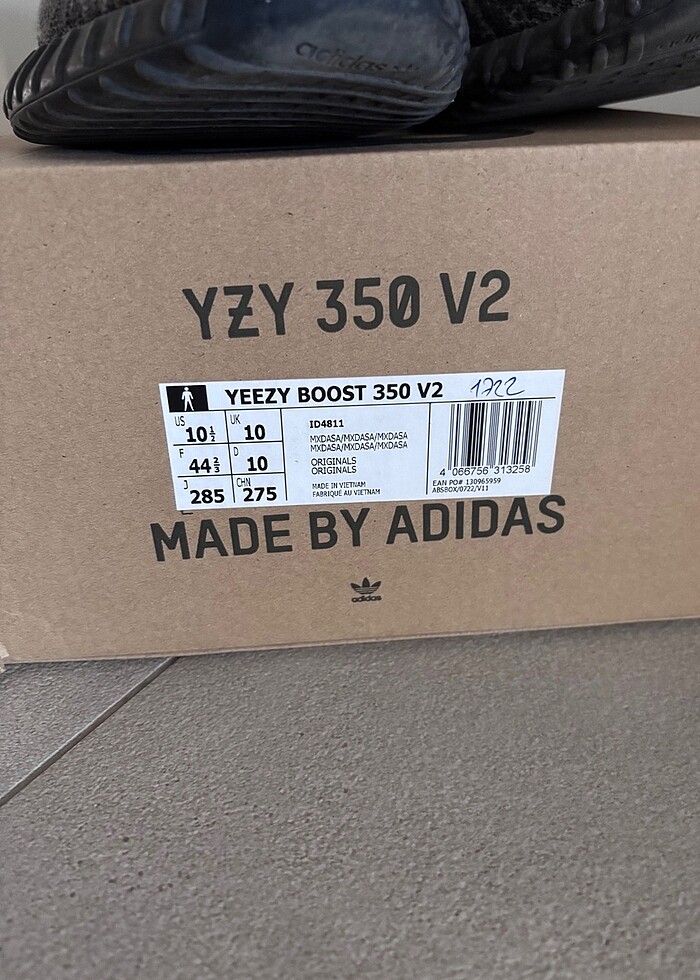 adidas
YZY 350 V2
YEEZY BOOST 350 V2 1722
US 10½ UK 10
F 44⅔ D 10
J 285 CHN 275
ID4811
MXDASA/MXDASA/MXDASA
MXDASA/MXDASA/MXDASA
ORIGINALS
ORIGINALS
MADE IN VIETNAM
FABRIQUÉ AU VIETNAM
4 066756 313258
EAN PO# 130965959
ABSBOX/0722/V11
MADE BY ADIDAS
adidas